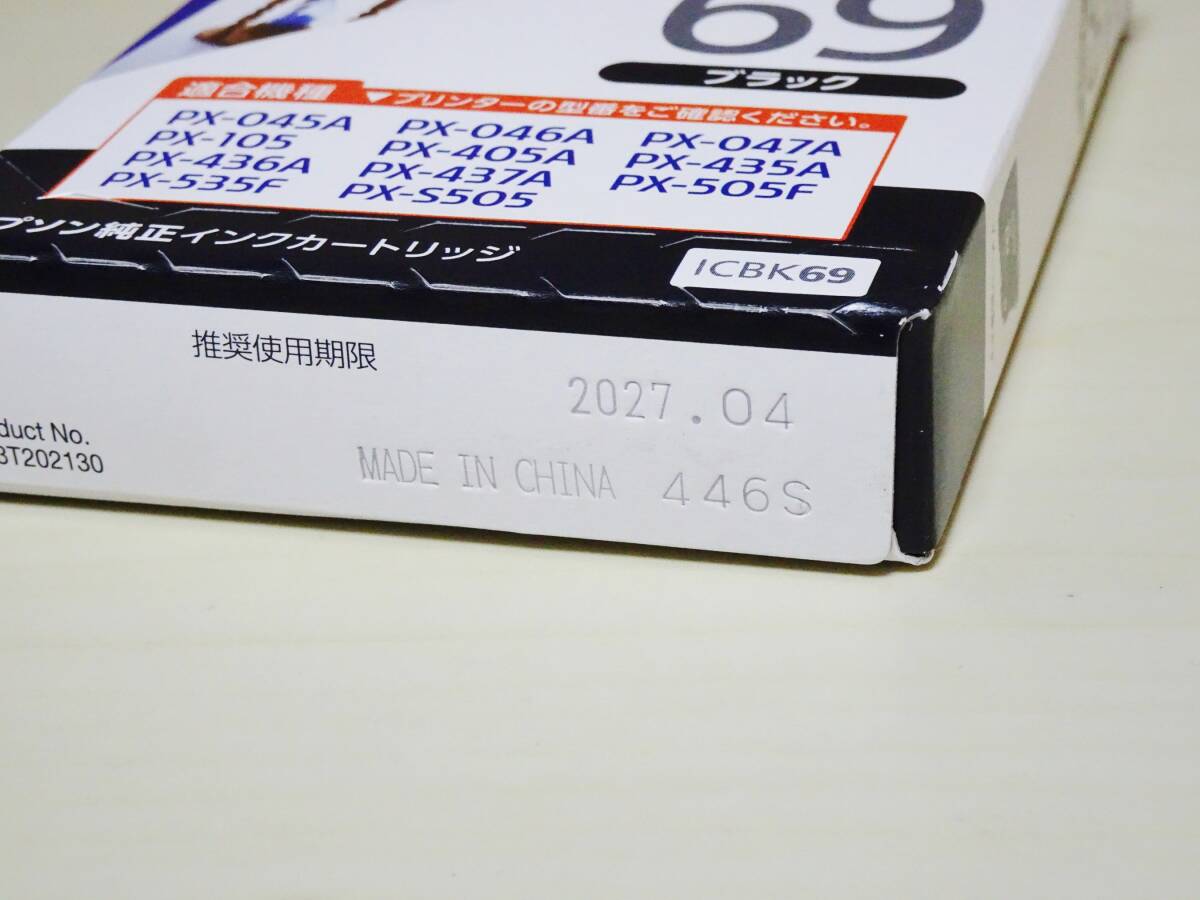 69
ブラック
適合機種 ▼プリンターの型番をご確認ください。
PX-045A PX-046A PX-047A
PX-105 PX-405A PX-435A
PX-436A PX-437A PX-505F
PX-535F PX-S505
プソン純正インクカートリッジ
ICBK69
推奨使用期限
2027.04
duct No.
3T202130
MADE IN CHINA 446S